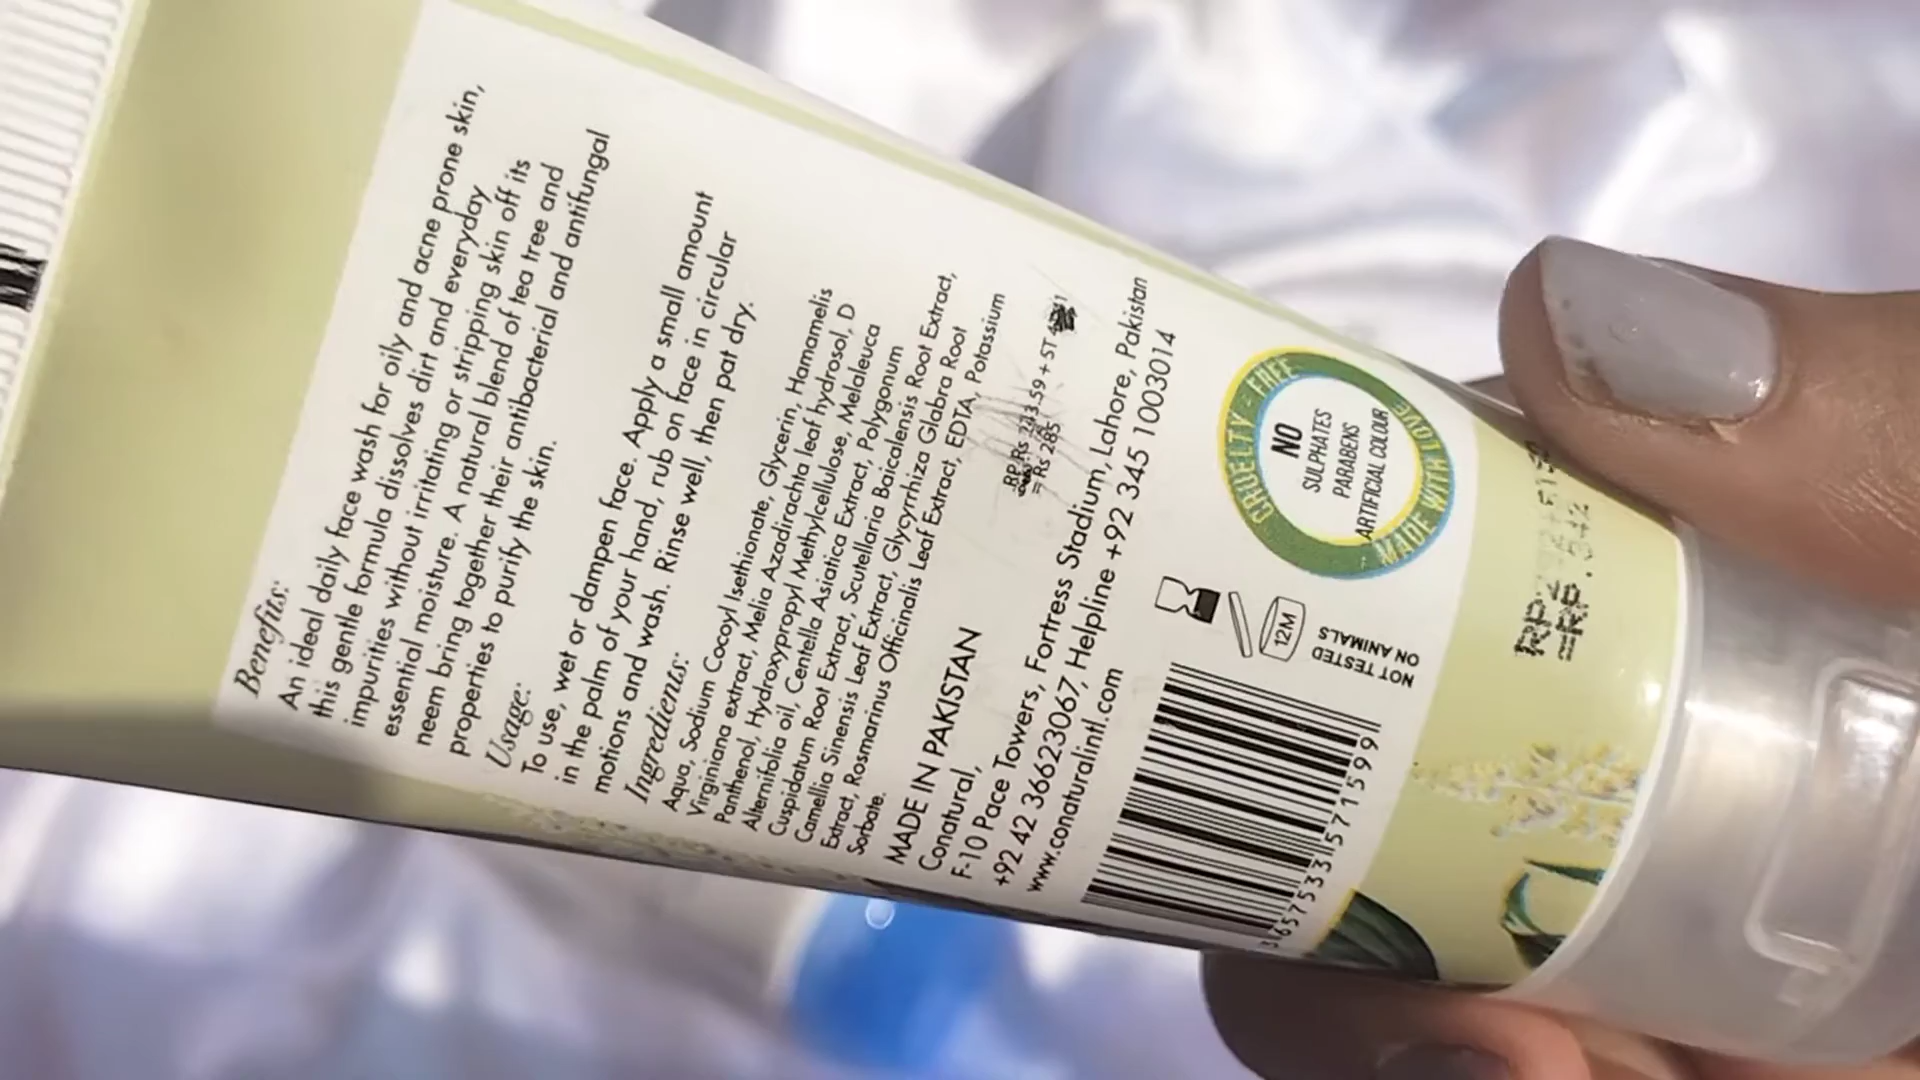 Benefits:
An ideal daily face wash for oily and acne prone skin,
this gentle formula dissolves dirt and everyday
impurities without irritating or stripping skin off its
essential moisture. A natural blend of tea tree and
neem bring together their antibacterial and antifungal
properties to purify the skin.
Usage:
To use, wet or dampen face. Apply a small amount
in the palm of your hand, rub on face in circular
motions and wash. Rinse well, then pat dry.
Ingredients:
Aqua, Sodium Cocoyl Isethionate, Glycerin, Hamamelis
Virginiana extract, Melia Azadirachta leaf hydrosol, D
Panthenol, Hydroxypropyl Methylcellulose, Melaleuca
Alternifolia oil, Centella Asiatica Extract, Polygonum
Cuspidatum Root Extract, Scutellaria Baicalensis Root Extract,
Camellia Sinensis Leaf Extract, Glycyrrhiza Glabra Root
Extract, Rosmarinus Officinalis Leaf Extract, EDTA, Potassium
Sorbate.
RP Rs 243.59 + ST
= Rs 285
MADE IN PAKISTAN
Conatural,
F-10 Pace Towers, Fortress Stadium, Lahore, Pakistan
+92 42 36623067, Helpline +92 345 1003014
www.conaturalintl.com
CRUELTY - FREE
NO
SULPHATES
PARABENS
ARTIFICIAL COLOUR
MADE WITH LOVE
12M
NOT TESTED
ON ANIMALS
3657533571599